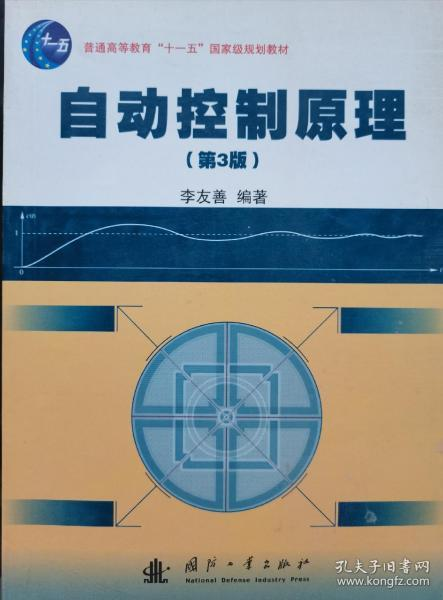 十一五
普通高等教育“十一五”国家级规划教材
自动控制原理
（第3版）
李友善 编著
c(t)
1
0
t
国防工业出版社
National Defense Industry Press
孔夫子旧书网
www.kongfz.com